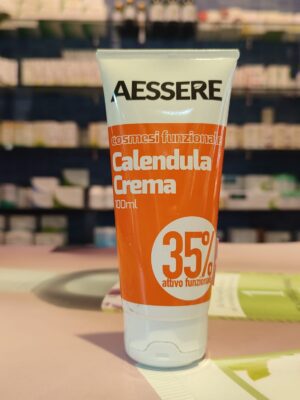 AESSERE
cosmesi funzionale
Calendula
Crema
100ml
35%
attivo funzionale